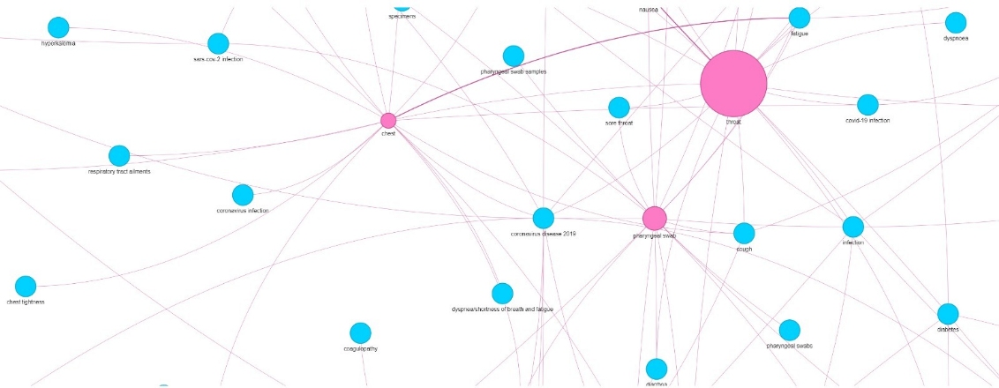 nausea
specimens
fatigue
hyporkalomia
dyspnoea
sars-cov-2 infection
pharyngeal swab samples
sore throat
throat
covid-19 infection
chest
respiratory tract ailments
coronavirus infection
coronavirus disease 2019
pharyngeal swab
cough
infection
chest tightness
dyspnea/shortness of breath and fatigue
diabetes
coagulopathy
pharyngeal swabs
diarrhea